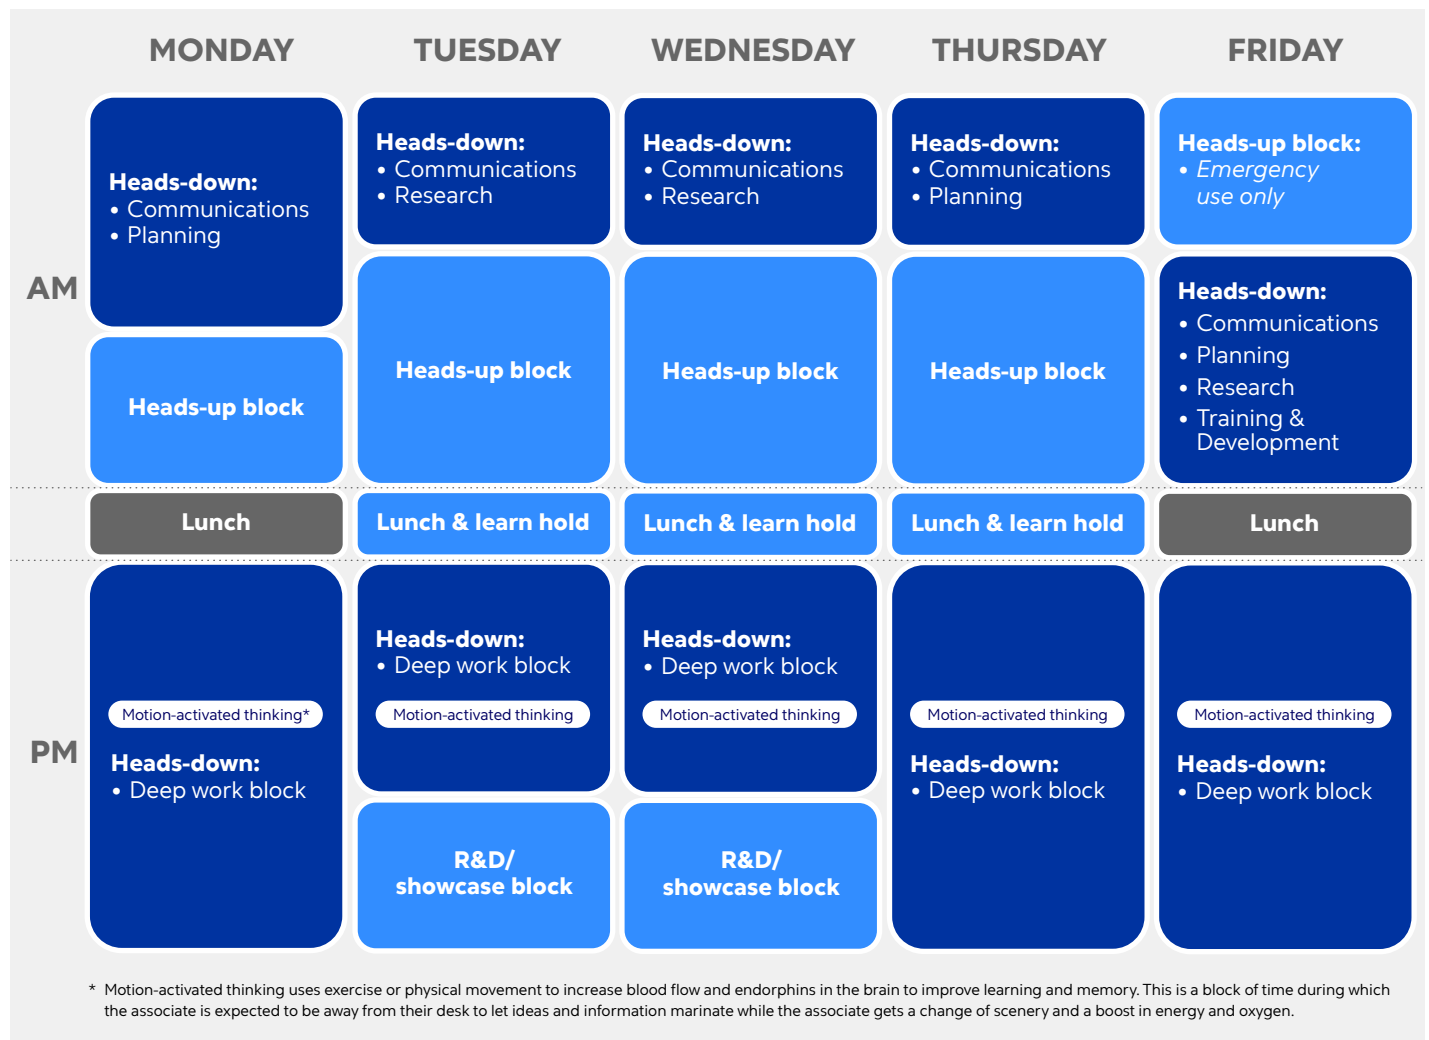 MONDAY
TUESDAY
WEDNESDAY
THURSDAY
FRIDAY
AM
Heads-down:
• Communications
• Planning
Heads-up block
Heads-down:
• Communications
• Research
Heads-up block
Heads-down:
• Communications
• Research
Heads-up block
Heads-down:
• Communications
• Planning
Heads-up block
Heads-up block:
• Emergency
use only
Heads-down:
• Communications
• Planning
• Research
• Training &
Development
Lunch
Lunch & learn hold
Lunch & learn hold
Lunch & learn hold
Lunch
PM
Motion-activated thinking*
Heads-down:
• Deep work block
Heads-down:
• Deep work block
Motion-activated thinking
R&D/
showcase block
Heads-down:
• Deep work block
Motion-activated thinking
R&D/
showcase block
Motion-activated thinking
Heads-down:
• Deep work block
Motion-activated thinking
Heads-down:
• Deep work block
* Motion-activated thinking uses exercise or physical movement to increase blood flow and endorphins in the brain to improve learning and memory. This is a block of time during which
the associate is expected to be away from their desk to let ideas and information marinate while the associate gets a change of scenery and a boost in energy and oxygen.